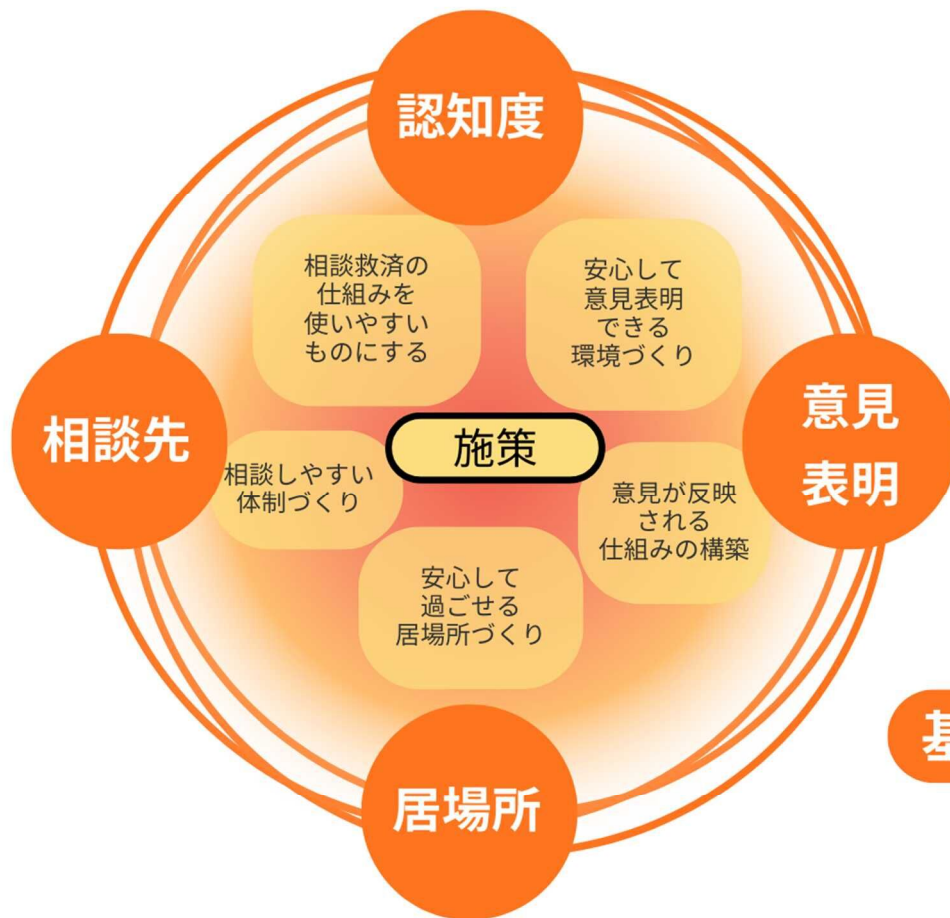 認知度
相談救済の
仕組みを
使いやすい
ものにする
安心して
意見表明
できる
環境づくり
相談先
施策
意見
表明
相談しやすい
体制づくり
意見が反映
される
仕組みの構築
安心して
過ごせる
居場所づくり
基
居場所